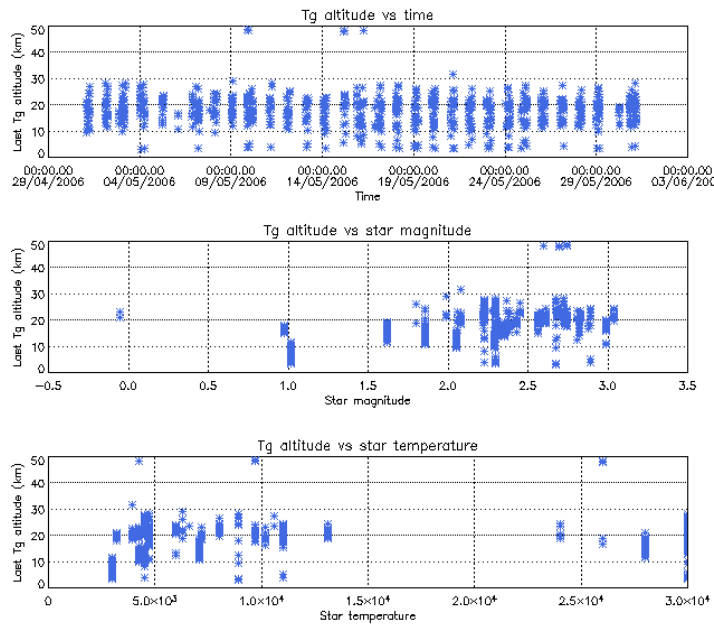 Tg altitude vs time
Last Tg altitude (km)
50
40
30
20
10
0
00:00:00 00:00:00 00:00:00 00:00:00 00:00:00 00:00:00 00:00:00 00:00:0
29/04/2006 04/05/2006 09/05/2006 14/05/2006 19/05/2006 24/05/2006 29/05/2006 03/06/200
Time
Tg altitude vs star magnitude
Last Tg altitude (km)
50
40
30
20
10
0
-0.5 0.0 0.5 1.0 1.5 2.0 2.5 3.0 3.5
Star magnitude
Tg altitude vs star temperature
Last Tg altitude (km)
50
40
30
20
10
0
0 5.0×10³ 1.0×10⁴ 1.5×10⁴ 2.0×10⁴ 2.5×10⁴ 3.0×10⁴
Star temperature